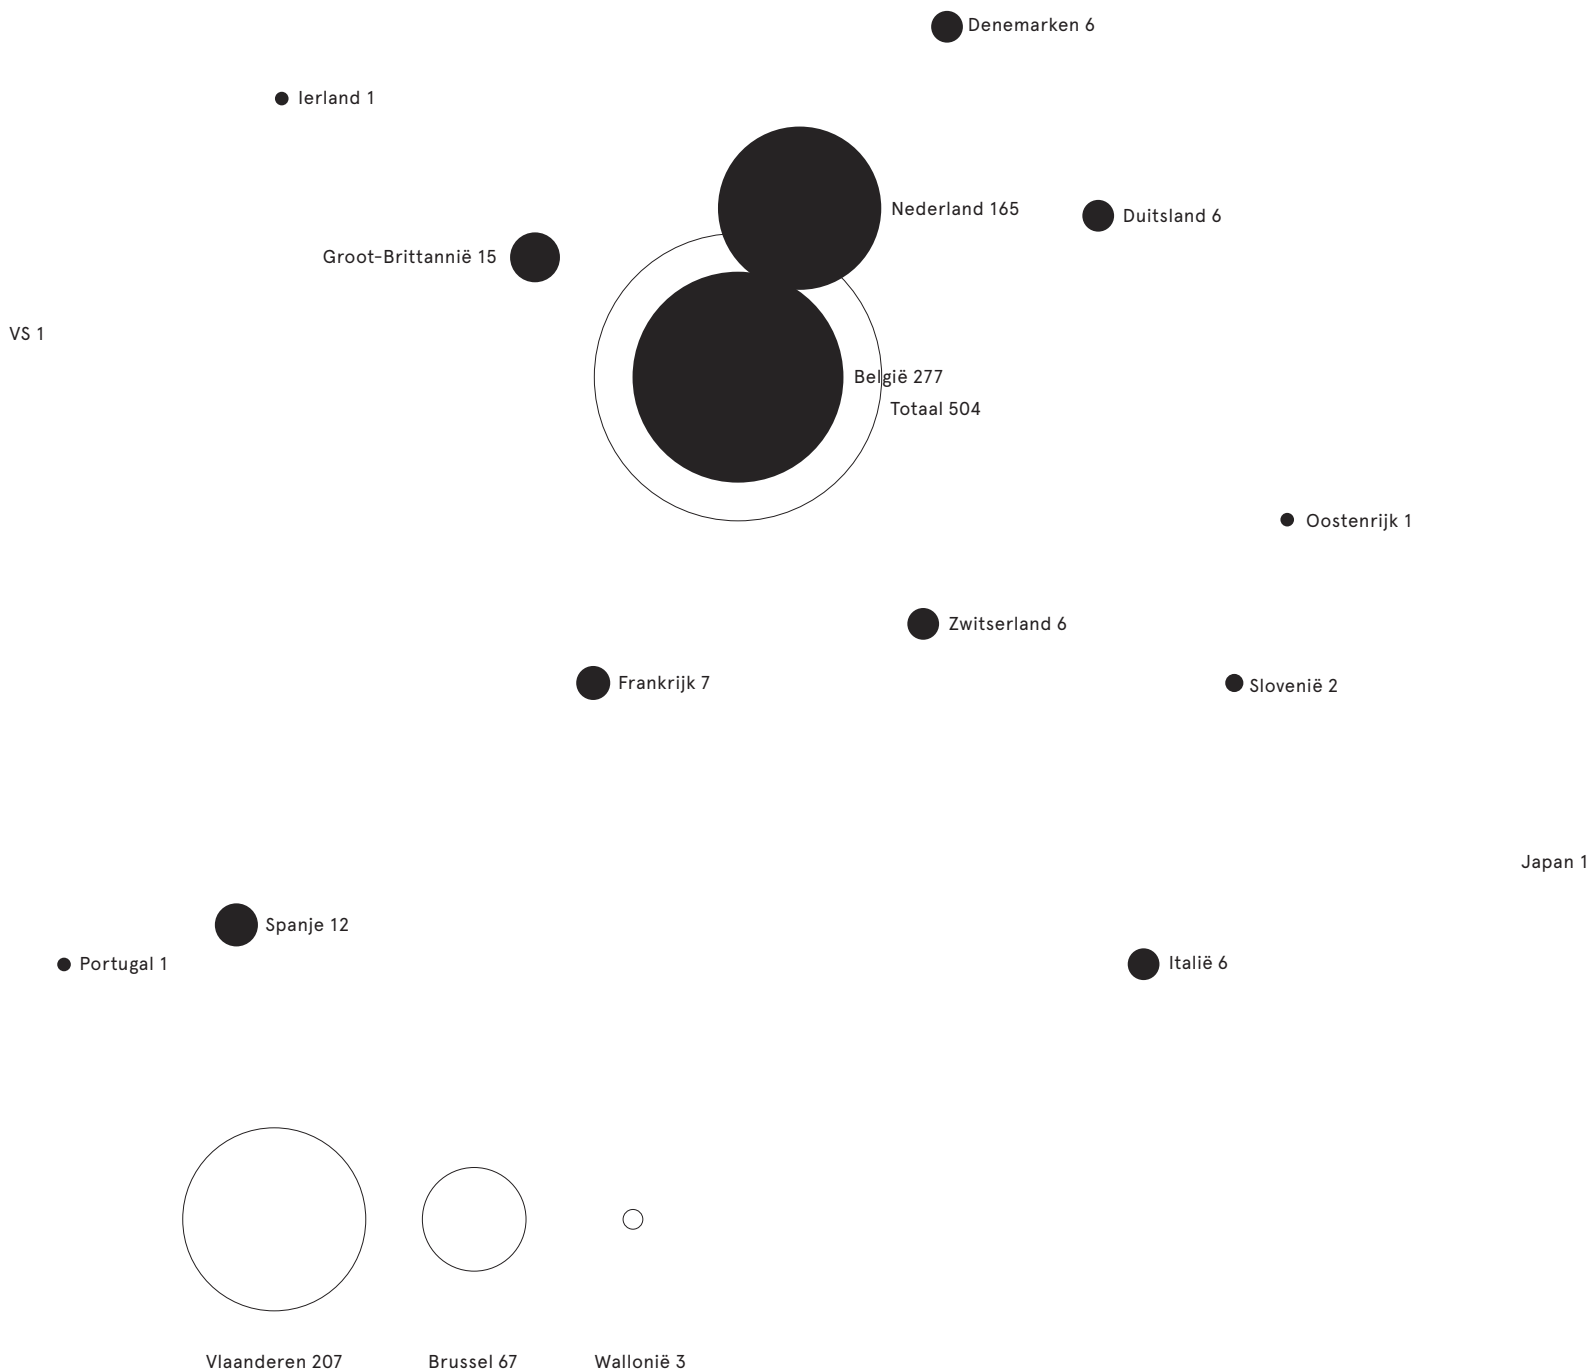 Denemarken 6
Ierland 1
Nederland 165
Duitsland 6
Groot-Brittannië 15
VS 1
België 277
Totaal 504
Oostenrijk 1
Zwitserland 6
Frankrijk 7
Slovenië 2
Japan 1
Spanje 12
Portugal 1
Italië 6
Vlaanderen 207
Brussel 67
Wallonië 3